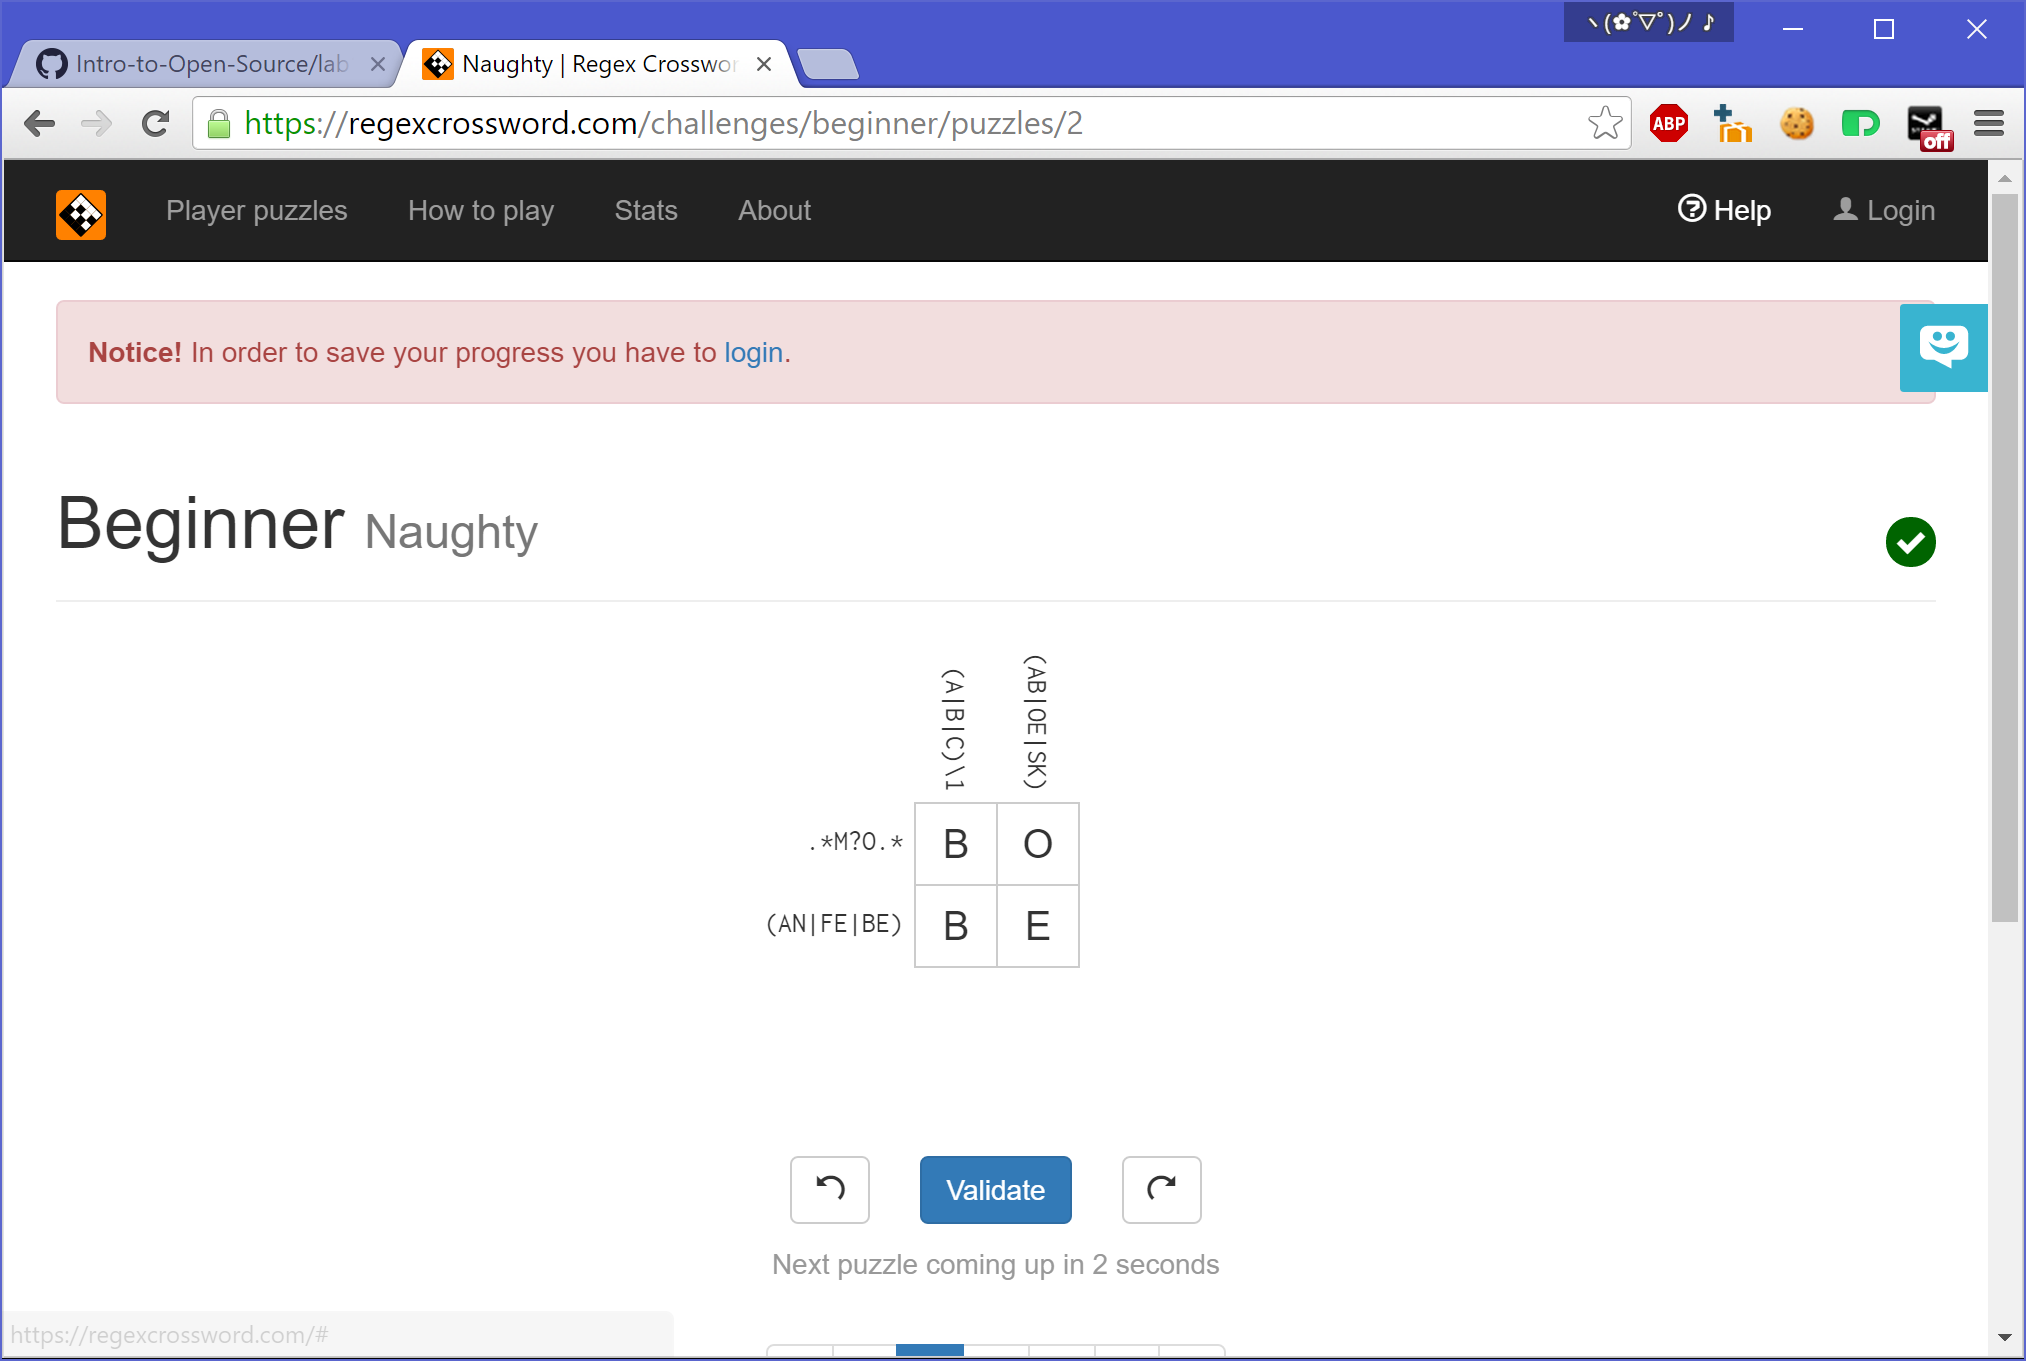 ヽ(✿ﾟ▽ﾟ)ノ ♪
Intro-to-Open-Source/lab
Naughty | Regex Crosswor
https://regexcrossword.com/challenges/beginner/puzzles/2
ABP
off
Player puzzles How to play Stats About Help Login
Notice! In order to save your progress you have to login.
Beginner Naughty
(A|B|C)\1
(AB|OE|SK)
.*M?O.* B O
(AN|FE|BE) B E
Validate
Next puzzle coming up in 2 seconds
https://regexcrossword.com/#